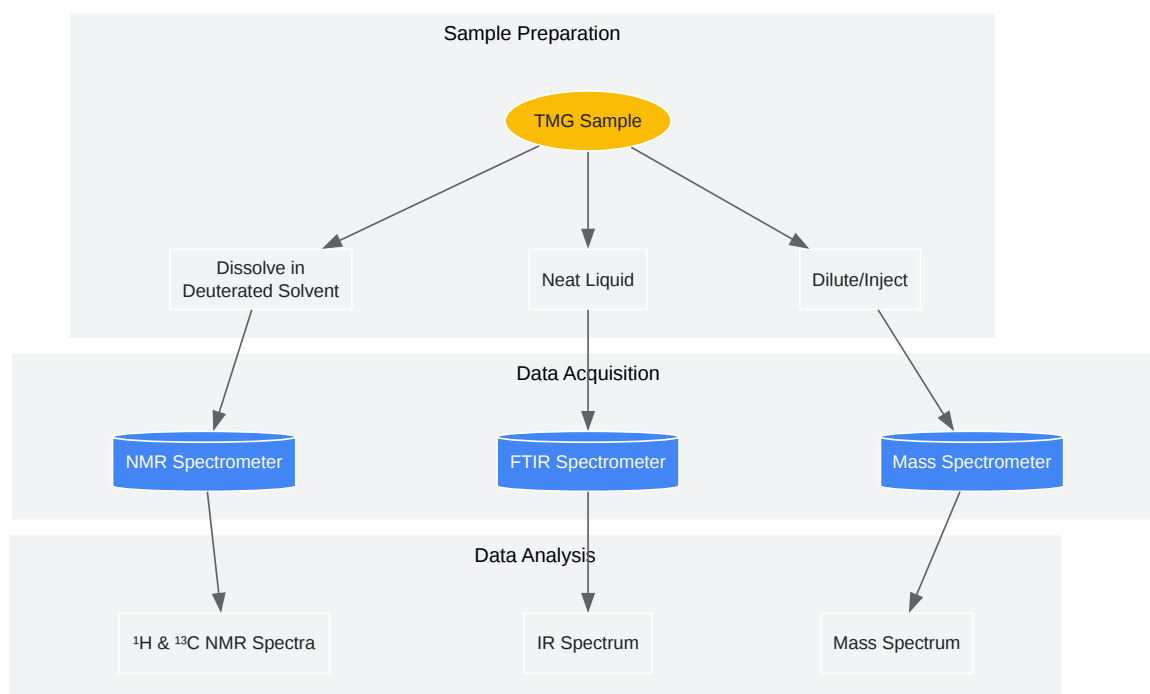 Sample Preparation
TMG Sample
Dissolve in
Deuterated Solvent
Neat Liquid
Dilute/Inject
Data Acquisition
NMR Spectrometer
FTIR Spectrometer
Mass Spectrometer
Data Analysis
¹H & ¹³C NMR Spectra
IR Spectrum
Mass Spectrum